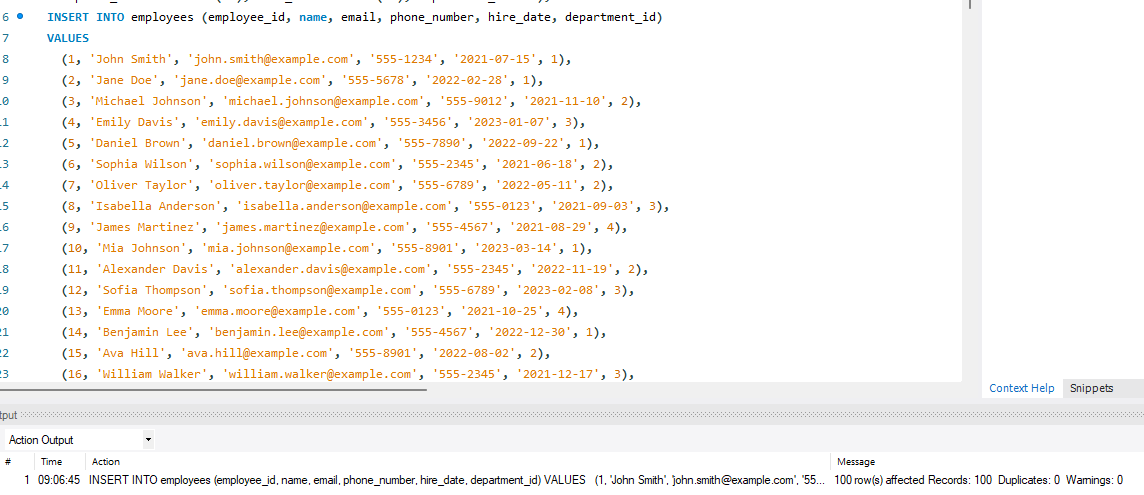 6 INSERT INTO employees (employee_id, name, email, phone_number, hire_date, department_id)
7 VALUES
8 (1, 'John Smith', 'john.smith@example.com', '555-1234', '2021-07-15', 1),
9 (2, 'Jane Doe', 'jane.doe@example.com', '555-5678', '2022-02-28', 1),
0 (3, 'Michael Johnson', 'michael.johnson@example.com', '555-9012', '2021-11-10', 2),
1 (4, 'Emily Davis', 'emily.davis@example.com', '555-3456', '2023-01-07', 3),
2 (5, 'Daniel Brown', 'daniel.brown@example.com', '555-7890', '2022-09-22', 1),
3 (6, 'Sophia Wilson', 'sophia.wilson@example.com', '555-2345', '2021-06-18', 2),
4 (7, 'Oliver Taylor', 'oliver.taylor@example.com', '555-6789', '2022-05-11', 2),
5 (8, 'Isabella Anderson', 'isabella.anderson@example.com', '555-0123', '2021-09-03', 3),
6 (9, 'James Martinez', 'james.martinez@example.com', '555-4567', '2021-08-29', 4),
7 (10, 'Mia Johnson', 'mia.johnson@example.com', '555-8901', '2023-03-14', 1),
8 (11, 'Alexander Davis', 'alexander.davis@example.com', '555-2345', '2022-11-19', 2),
9 (12, 'Sofia Thompson', 'sofia.thompson@example.com', '555-6789', '2023-02-08', 3),
20 (13, 'Emma Moore', 'emma.moore@example.com', '555-0123', '2021-10-25', 4),
21 (14, 'Benjamin Lee', 'benjamin.lee@example.com', '555-4567', '2022-12-30', 1),
22 (15, 'Ava Hill', 'ava.hill@example.com', '555-8901', '2022-08-02', 2),
23 (16, 'William Walker', 'william.walker@example.com', '555-2345', '2021-12-17', 3),
Context Help Snippets
tput
Action Output
# Time Action Message
1 09:06:45 INSERT INTO employees (employee_id, name, email, phone_number, hire_date, department_id) VALUES (1, 'John Smith', 'john.smith@example.com', '55... 100 row(s) affected Records: 100 Duplicates: 0 Warnings: 0